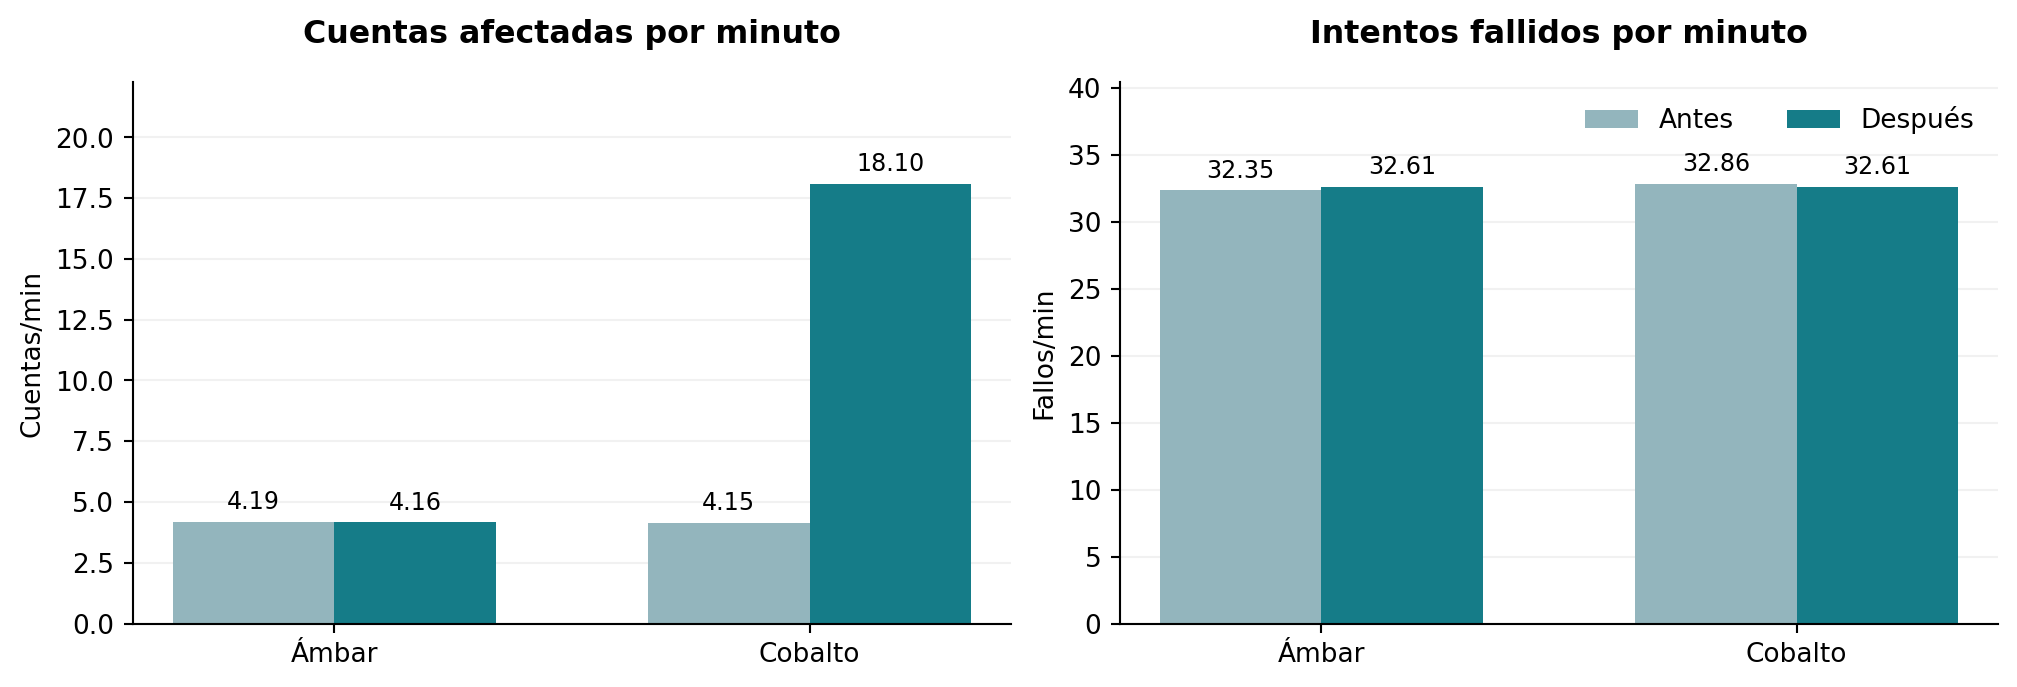 Cuentas afectadas por minuto
Cuentas/min
20.0
17.5
15.0
12.5
10.0
7.5
5.0
2.5
0.0
4.19
4.16
4.15
18.10
Ámbar
Cobalto
Intentos fallidos por minuto
Fallos/min
40
35
30
25
20
15
10
5
0
Antes
Después
32.35
32.61
32.86
32.61
Ámbar
Cobalto